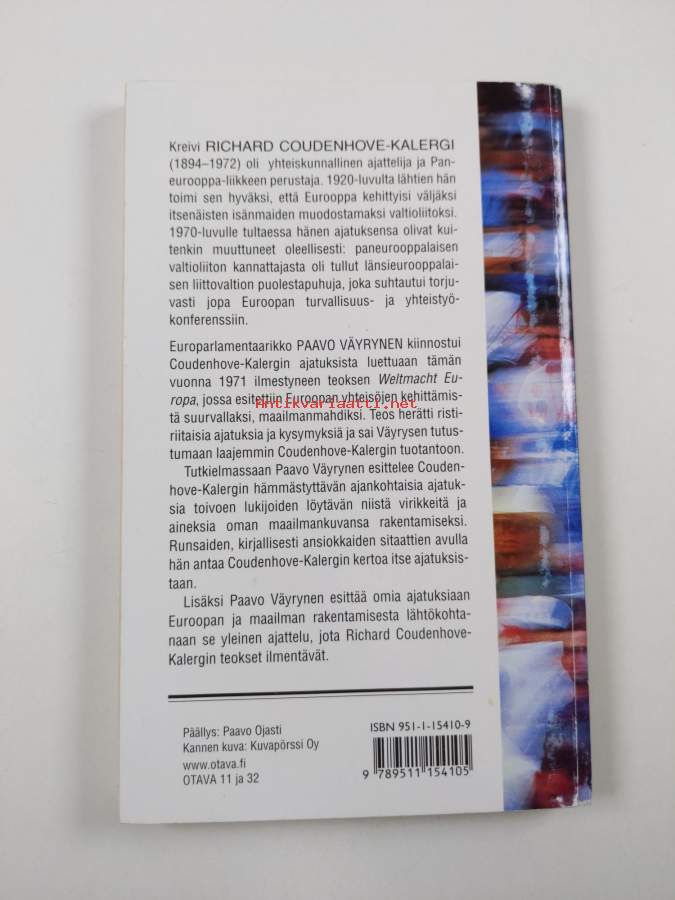 Kreivi RICHARD COUDENHOVE-KALERGI
(1894–1972) oli yhteiskunnallinen ajattelija ja Pan-
eurooppa-liikkeen perustaja. 1920-luvulta lähtien hän
toimi sen hyväksi, että Eurooppa kehittyisi väljäksi
itsenäisten isänmaiden muodostamaksi valtioliitoksi.
1970-luvulle tultaessa hänen ajatuksensa olivat kui-
tenkin muuttuneet oleellisesti: paneurooppalaisen
valtioliiton kannattajasta oli tullut länsieurooppalai-
sen liittovaltion puolestapuhuja, joka suhtautui torju-
vasti jopa Euroopan turvallisuus- ja yhteistyö-
konferenssiin.
Europarlamentaarikko PAAVO VÄYRYNEN kiinnostui
Coudenhove-Kalergin ajatuksista luettuaan tämän
vuonna 1971 ilmestyneen teoksen Weltmacht Eu-
ropa, jossa esitettiin Euroopan yhteisöjen kehittämis-
Antikvariaatti.net
tä suurvallaksi, maailmanmahdiksi. Teos herätti risti-
riitaisia ajatuksia ja kysymyksiä ja sai Väyrysen tutus-
tumaan laajemmin Coudenhove-Kalergin tuotantoon.
Tutkielmassaan Paavo Väyrynen esittelee Couden-
hove-Kalergin hämmästyttävän ajankohtaisia ajatuk-
sia toivoen lukijoiden löytävän niistä virikkeitä ja
aineksia oman maailmankuvansa rakentamiseksi.
Runsaiden, kirjallisesti ansiokkaiden sitaattien avulla
hän antaa Coudenhove-Kalergin kertoa itse ajatuksis-
taan.
Lisäksi Paavo Väyrynen esittää omia ajatuksiaan
Euroopan ja maailman rakentamisesta lähtökohta-
naan se yleinen ajattelu, jota Richard Coudenhove-
Kalergin teokset ilmentävät.
Päällys: Paavo Ojasti
Kannen kuva: Kuvapörssi Oy
www.otava.fi
OTAVA 11 ja 32
ISBN 951-1-15410-9
9 789511 154105